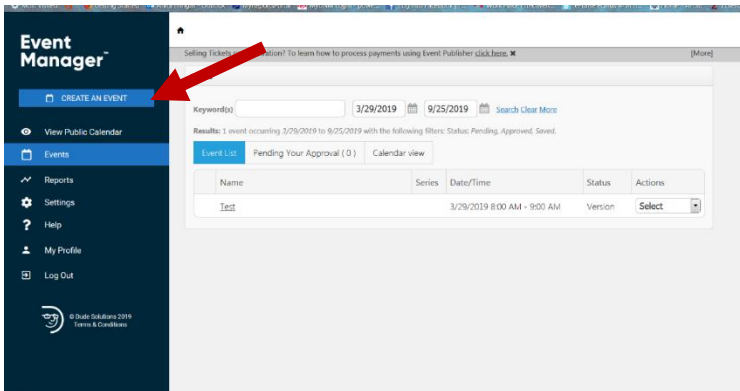 Event
Manager™
CREATE AN EVENT
View Public Calendar
Events
Reports
Settings
Help
My Profile
Log Out
© Dude Solutions 2019
Terms & Conditions
Selling Tickets To learn how to process payments using Event Publisher click here. ✖ [More]
Keyword(s) 3/29/2019 9/25/2019 Search Clear More
Results: 1 event occurring 3/29/2019 to 9/25/2019 with the following filters: Status: Pending, Approved, Saved.
Event List Pending Your Approval ( 0 ) Calendar view
Name Series Date/Time Status Actions
Test 3/29/2019 8:00 AM - 9:00 AM Version Select